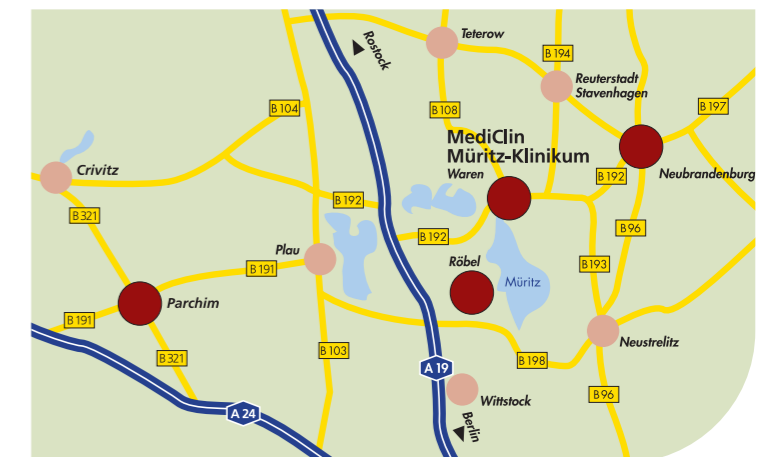 Teterow
Rostock
B 194
Reuterstadt
Stavenhagen
B 104
B 108
B 197
MediClin
Müritz-Klinikum
Waren
Crivitz
B 192
Neubrandenburg
B 192
B 321
B 96
B 192
Plau
Röbel
B 193
B 191
Müritz
Parchim
B 191
Neustrelitz
B 103
B 321
B 198
A 19
Wittstock
B 96
A 24
Berlin